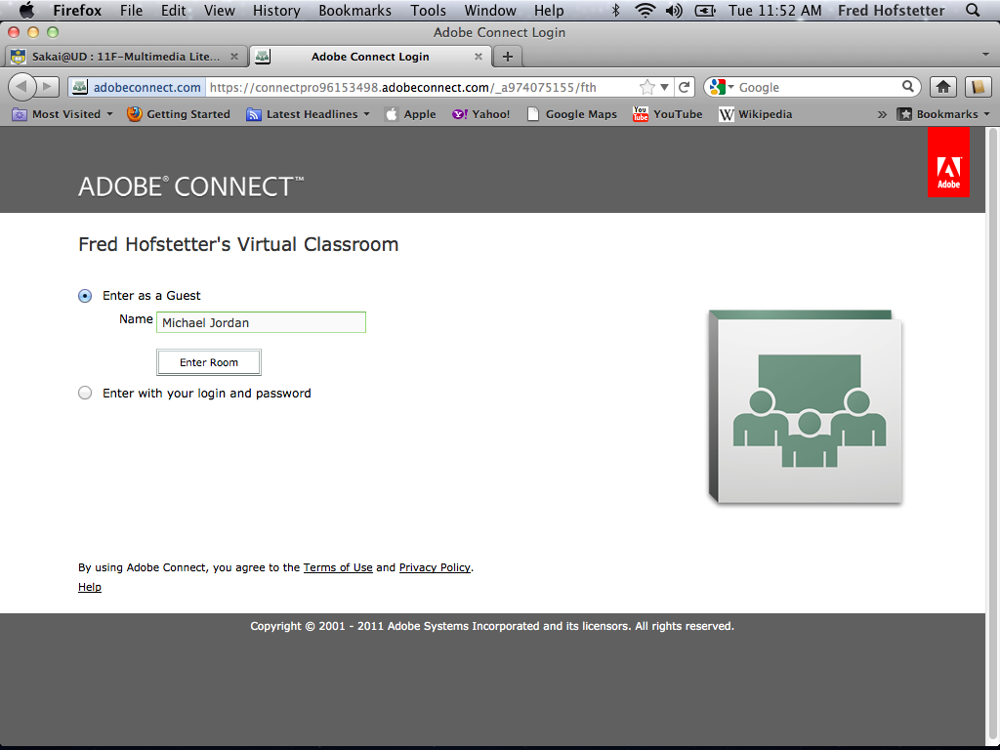 Firefox File Edit View History Bookmarks Tools Window Help Tue 11:52 AM Fred Hofstetter
Adobe Connect Login
Sakai@UD : 11F-Multimedia Lite... Adobe Connect Login
adobeconnect.com https://connectpro96153498.adobeconnect.com/_a974075155/fth Google
Most Visited Getting Started Latest Headlines Apple Yahoo! Google Maps You Tube YouTube W Wikipedia » Bookmarks
ADOBE® CONNECT™
Adobe
Fred Hofstetter's Virtual Classroom
Enter as a Guest
Name Michael Jordan
Enter Room
Enter with your login and password
By using Adobe Connect, you agree to the Terms of Use and Privacy Policy.
Help
Copyright © 2001 - 2011 Adobe Systems Incorporated and its licensors. All rights reserved.